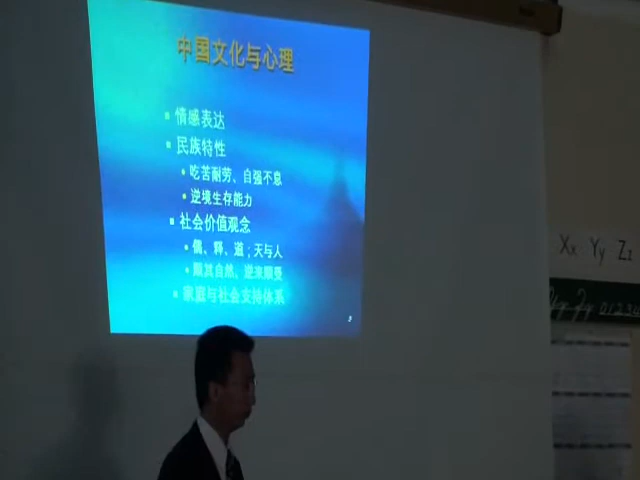 中国文化与心理
情感表达
民族特性
吃苦耐劳、自强不息
逆境生存能力
社会价值观念
儒、释、道；天与人
顺其自然、逆来顺受
家庭与社会支持体系
Xx Yy Zz